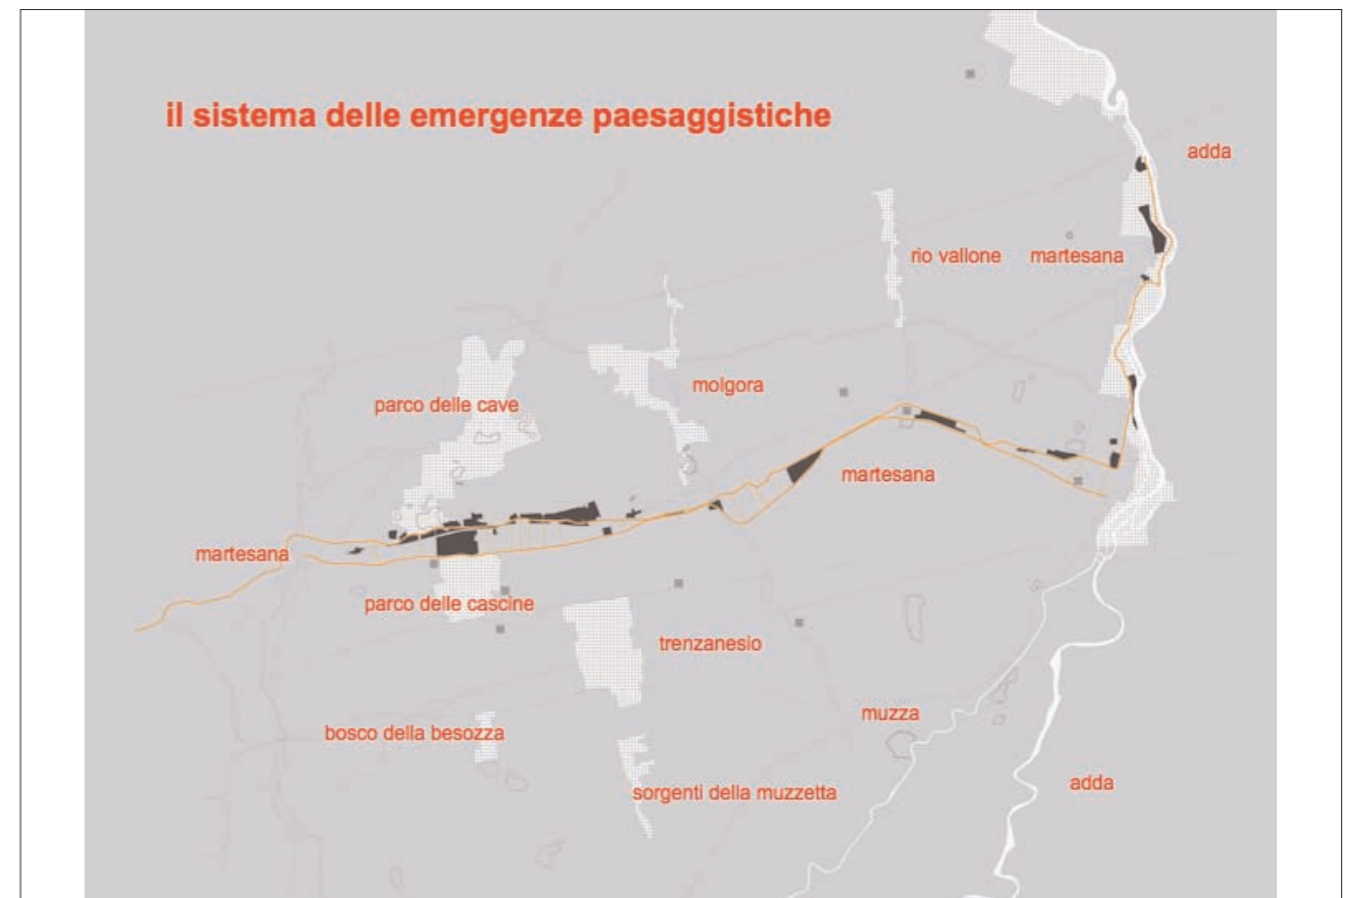 il sistema delle emergenze paesaggistiche
adda
rio vallone
martesana
molgora
parco delle cave
martesana
martesana
parco delle cascine
trenzanesio
muzza
bosco della besozza
adda
sorgenti della muzzetta